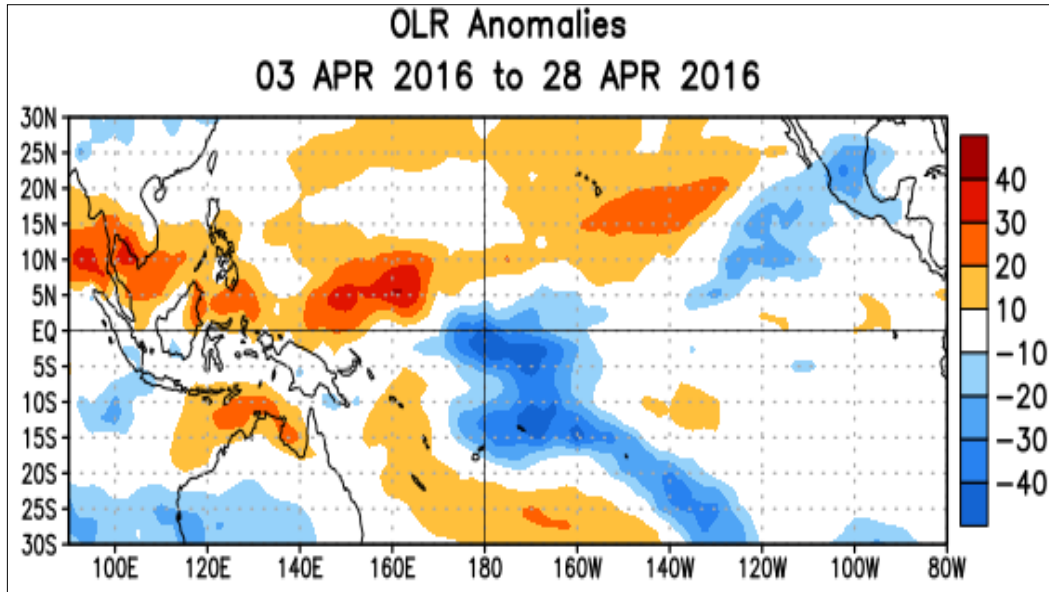 OLR Anomalies
03 APR 2016 to 28 APR 2016
30N
25N
20N
15N
10N
5N
EQ
5S
10S
15S
20S
25S
30S
100E 120E 140E 160E 180 160W 140W 120W 100W 80W
40
30
20
10
−10
−20
−30
−40